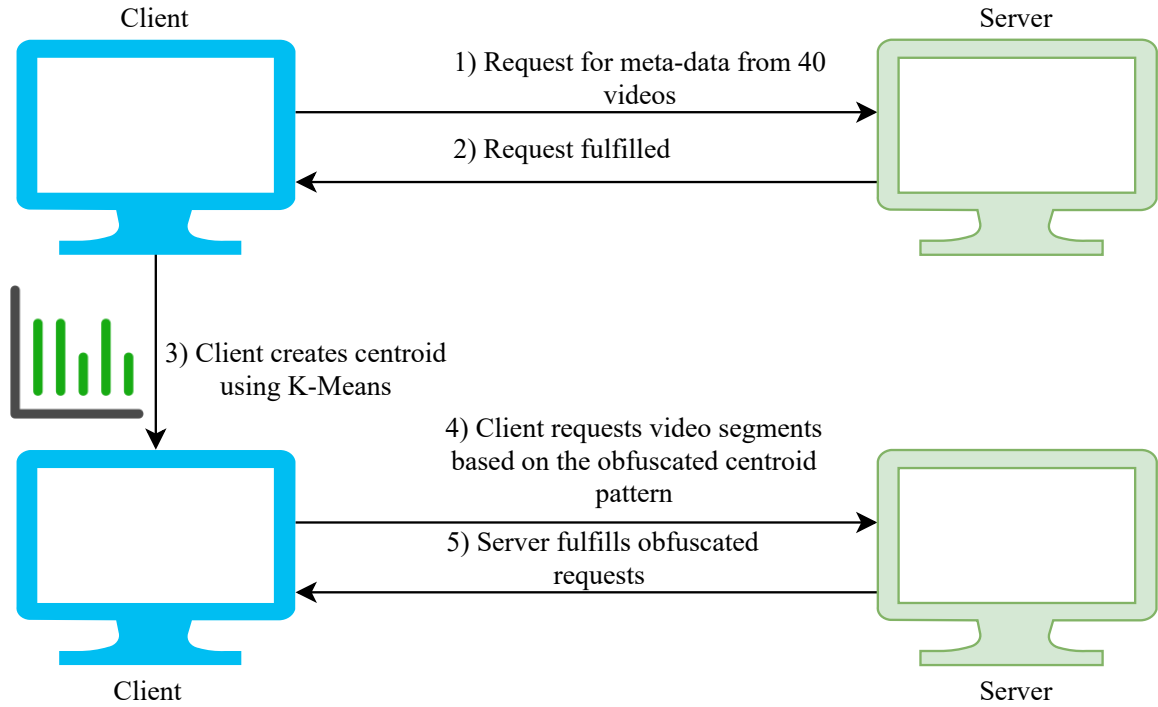 Client
Server
1) Request for meta-data from 40
videos
2) Request fulfilled
3) Client creates centroid
using K-Means
4) Client requests video segments
based on the obfuscated centroid
pattern
5) Server fulfills obfuscated
requests
Client
Server